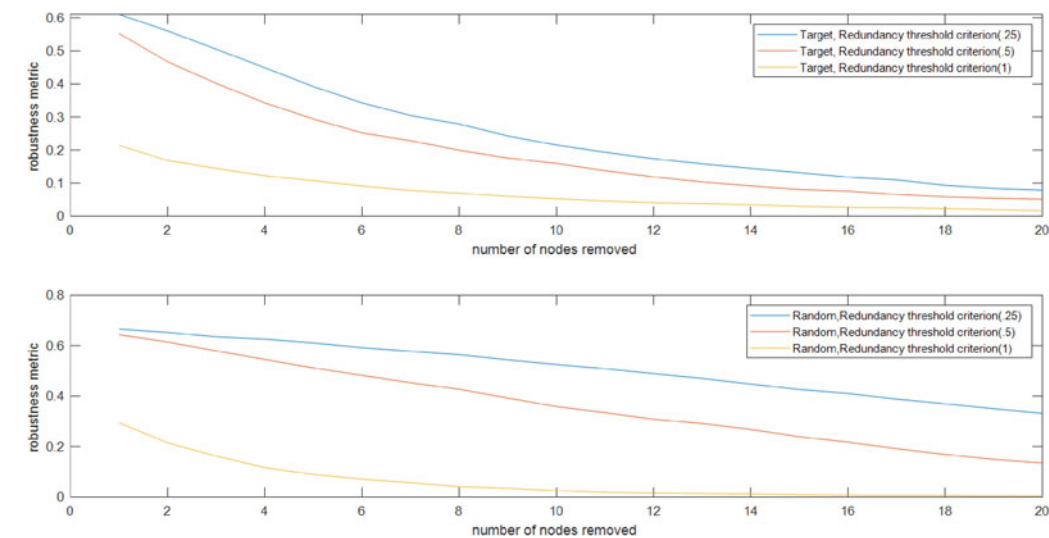 0.6
0.5
0.4
0.3
0.2
0.1
0
robustness metric
Target, Redundancy threshold criterion(.25)
Target, Redundancy threshold criterion(.5)
Target, Redundancy threshold criterion(1)
0 2 4 6 8 10 12 14 16 18 20
number of nodes removed
0.8
0.6
0.4
0.2
0
robustness metric
Random,Redundancy threshold criterion(.25)
Random,Redundancy threshold criterion(.5)
Random,Redundancy threshold criterion(1)
0 2 4 6 8 10 12 14 16 18 20
number of nodes removed